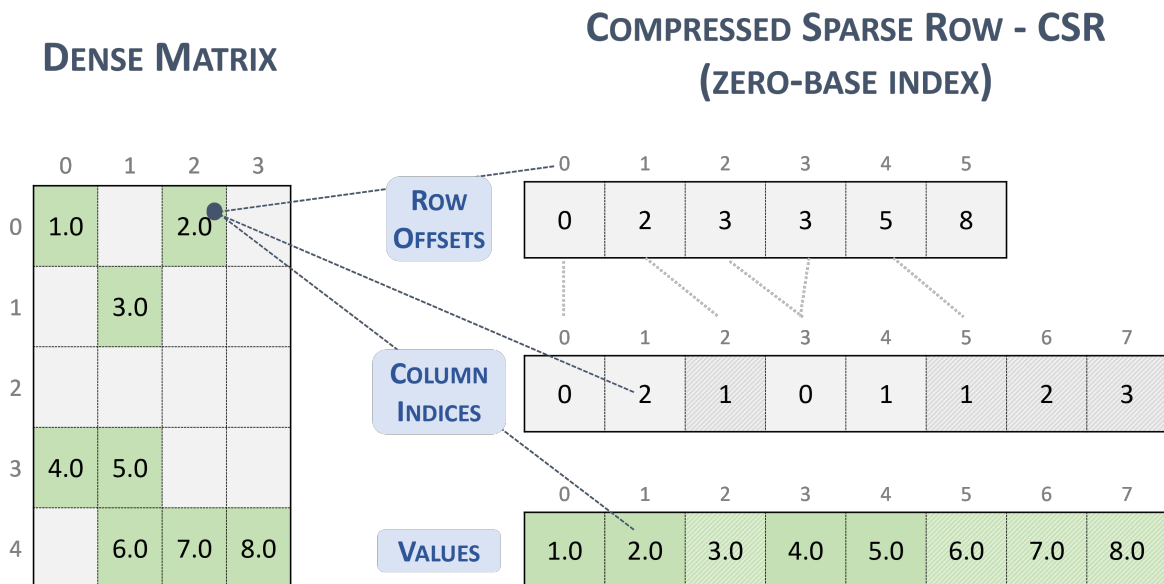 DENSE MATRIX
COMPRESSED SPARSE ROW - CSR
(ZERO-BASE INDEX)
0 1 2 3
0 1.0 2.0
1 3.0
2
3 4.0 5.0
4 6.0 7.0 8.0
0 1 2 3 4 5
ROW
OFFSETS
0 2 3 3 5 8
0 1 2 3 4 5 6 7
COLUMN
INDICES
0 2 1 0 1 1 2 3
0 1 2 3 4 5 6 7
VALUES
1.0 2.0 3.0 4.0 5.0 6.0 7.0 8.0